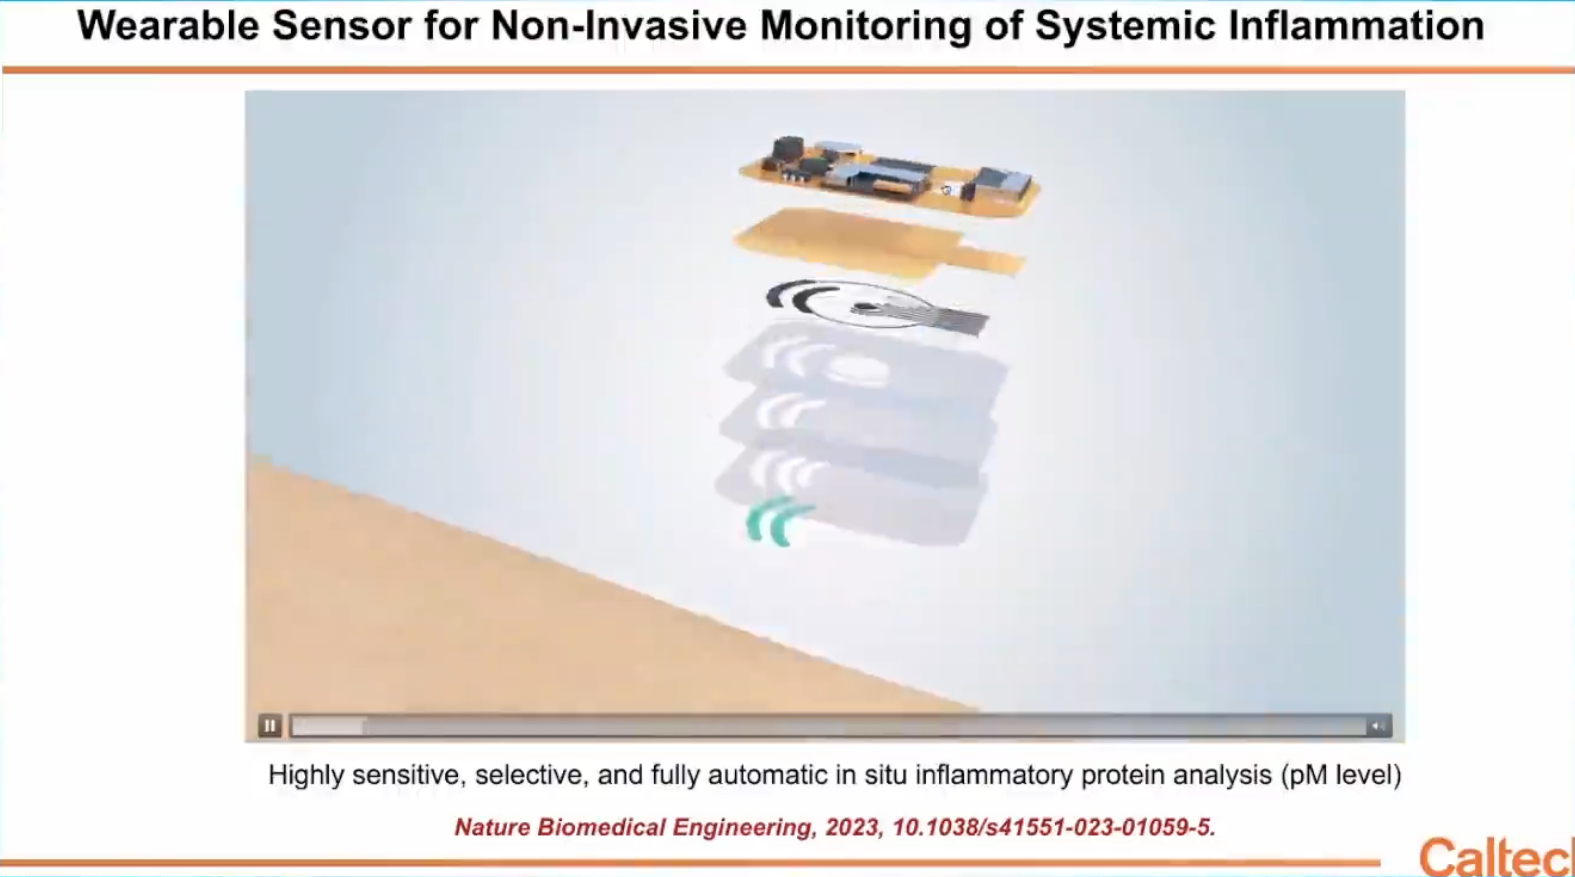 Wearable Sensor for Non-Invasive Monitoring of Systemic Inflammation
Highly sensitive, selective, and fully automatic in situ inflammatory protein analysis (pM level)
Nature Biomedical Engineering, 2023, 10.1038/s41551-023-01059-5.
Caltech